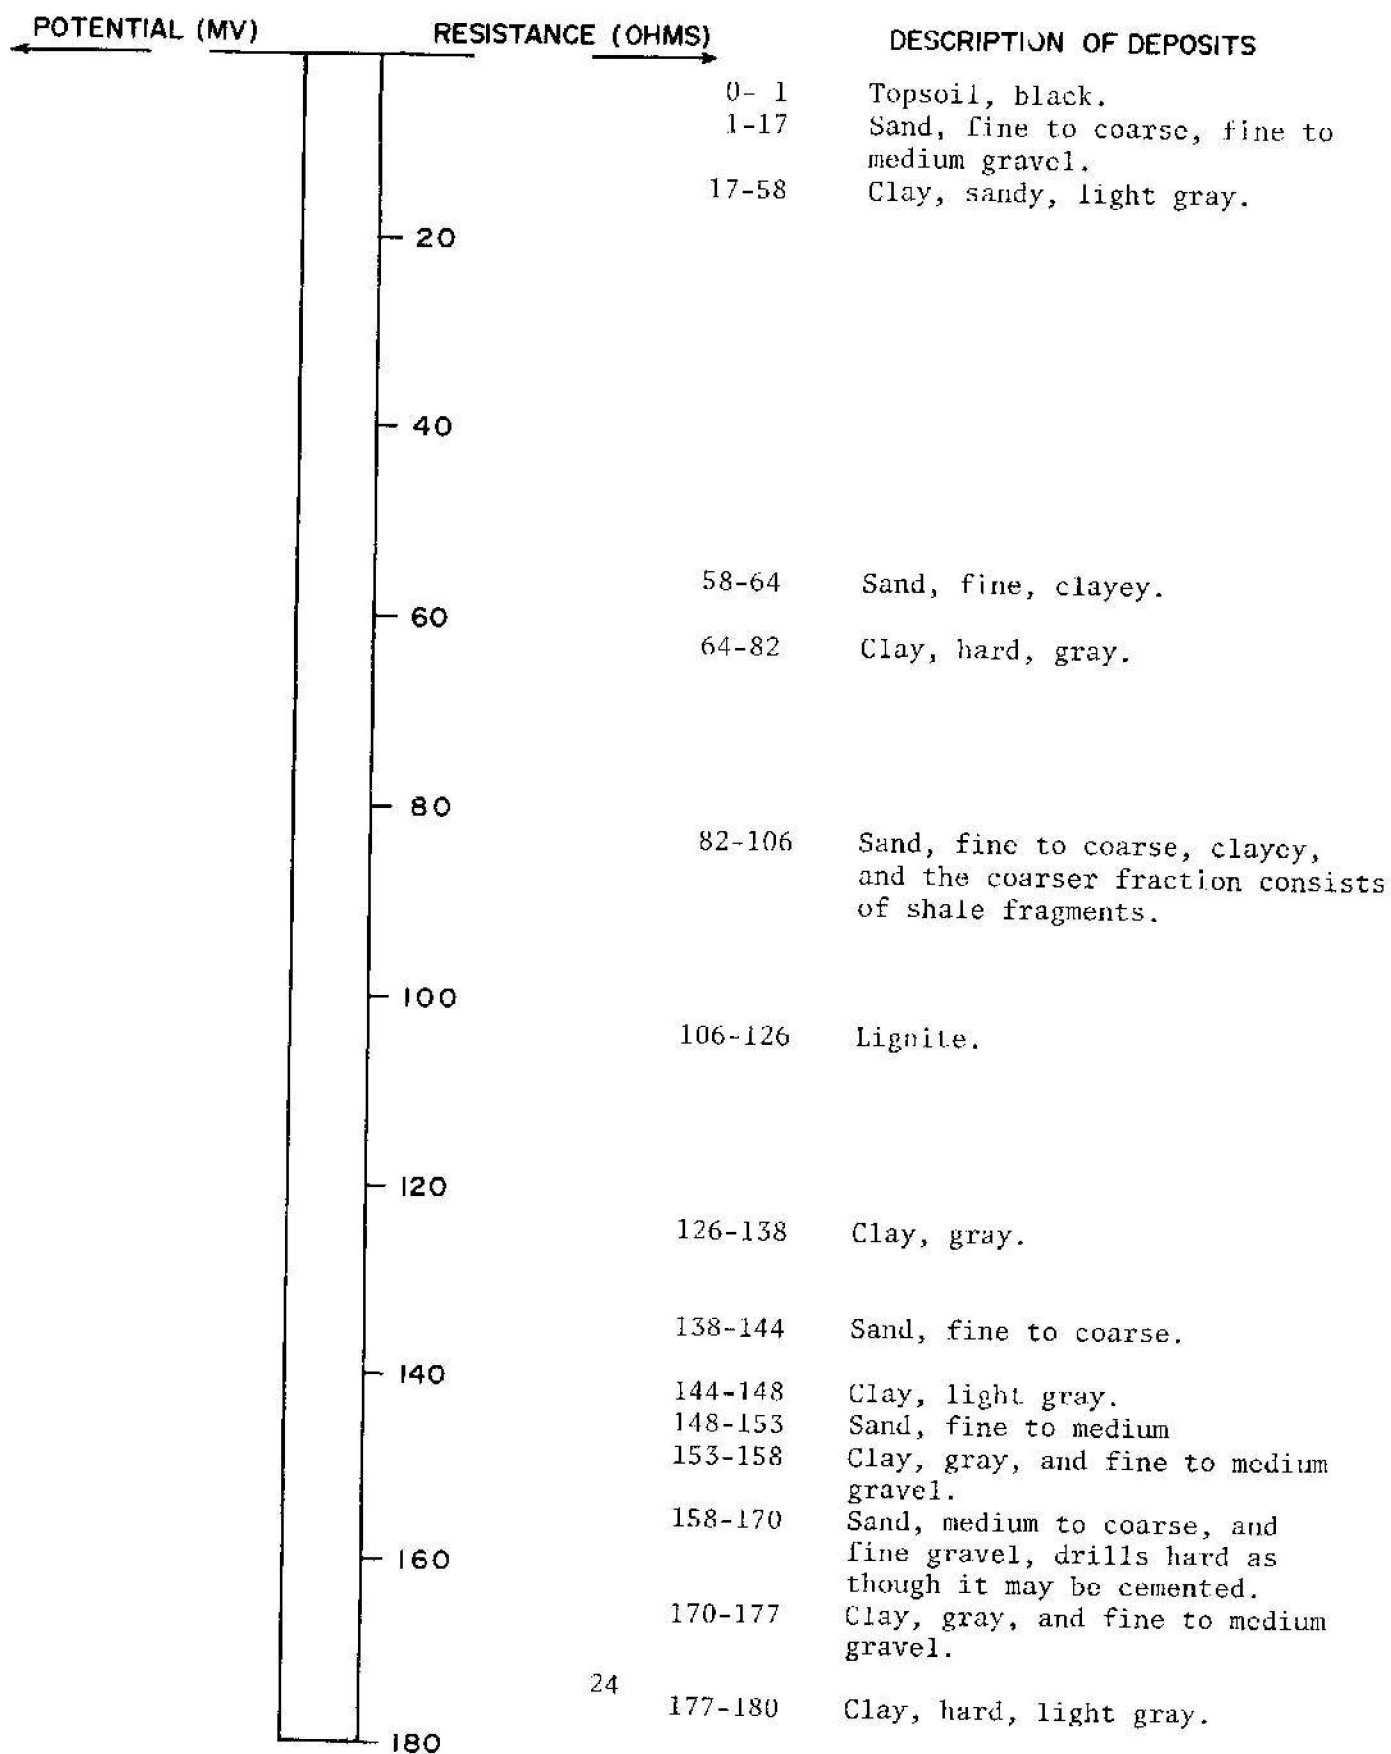 POTENTIAL (MV) RESISTANCE (OHMS) DESCRIPTION OF DEPOSITS
0- 1 Topsoil, black.
1-17 Sand, fine to coarse, fine to
medium gravel.
17-58 Clay, sandy, light gray.
20
40
58-64 Sand, fine, clayey.
60
64-82 Clay, hard, gray.
80
82-106 Sand, fine to coarse, clayey,
and the coarser fraction consists
of shale fragments.
100
106-126 Lignite.
120
126-138 Clay, gray.
138-144 Sand, fine to coarse.
140
144-148 Clay, light gray.
148-153 Sand, fine to medium
153-158 Clay, gray, and fine to medium
gravel.
158-170 Sand, medium to coarse, and
160 fine gravel, drills hard as
though it may be cemented.
170-177 Clay, gray, and fine to medium
gravel.
24
177-180 Clay, hard, light gray.
180